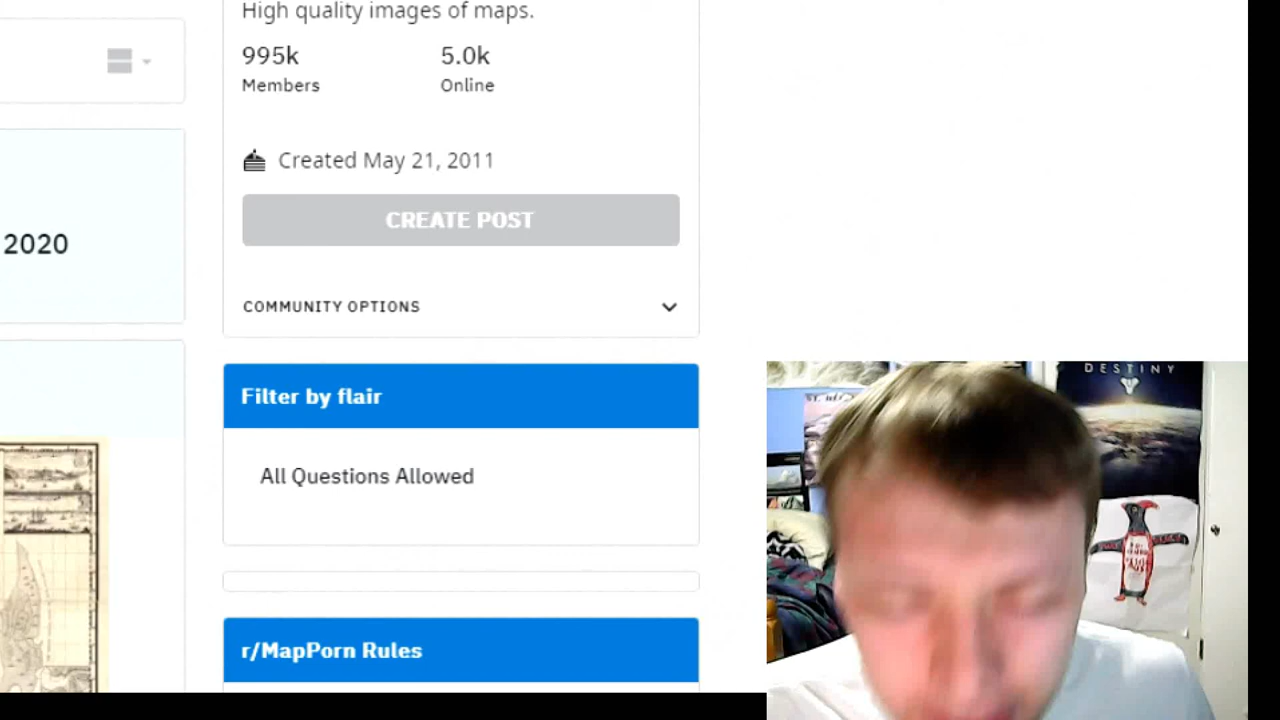 High quality images of maps.
995k
5.0k
Members
Online
Created May 21, 2011
CREATE POST
2020
COMMUNITY OPTIONS
Filter by flair
All Questions Allowed
r/MapPorn Rules
DESTINY